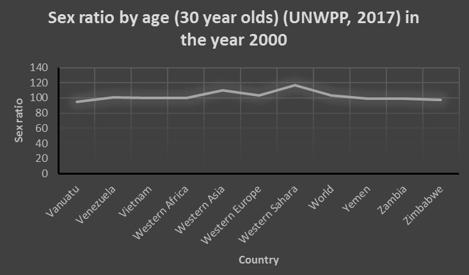 Sex ratio by age (30 year olds) (UNWPP, 2017) in
the year 2000
140
120
100
80
60
40
20
0
Sex ratio
Vanuatu
Venezuela
Vietnam
Western Africa
Western Asia
Western Europe
Western Sahara
World
Yemen
Zambia
Zimbabwe
Country